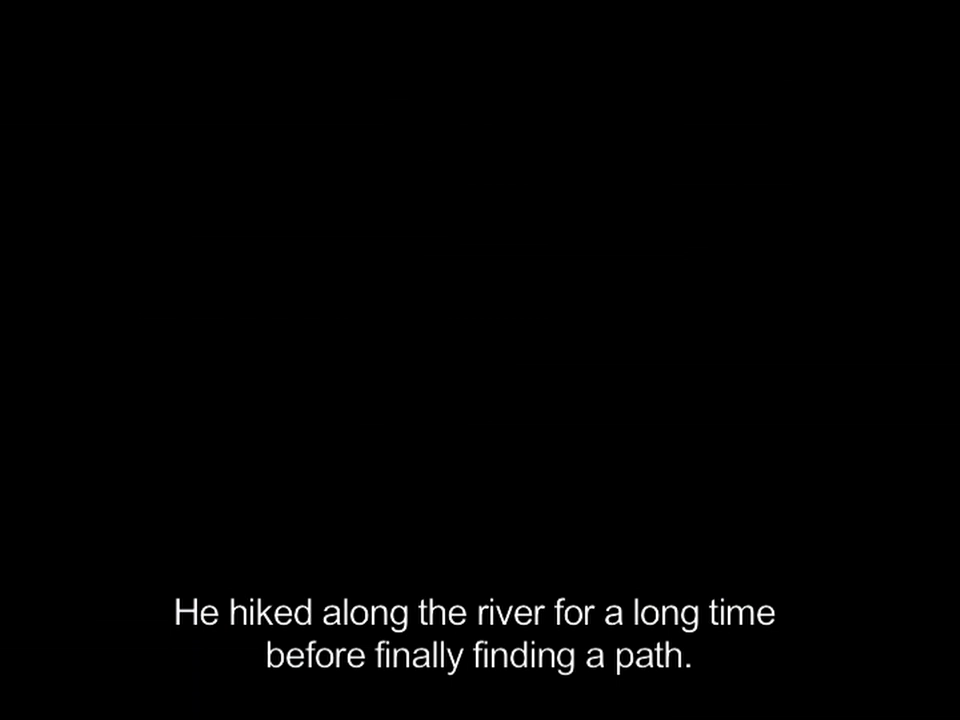 He hiked along the river for a long time
before finally finding a path.